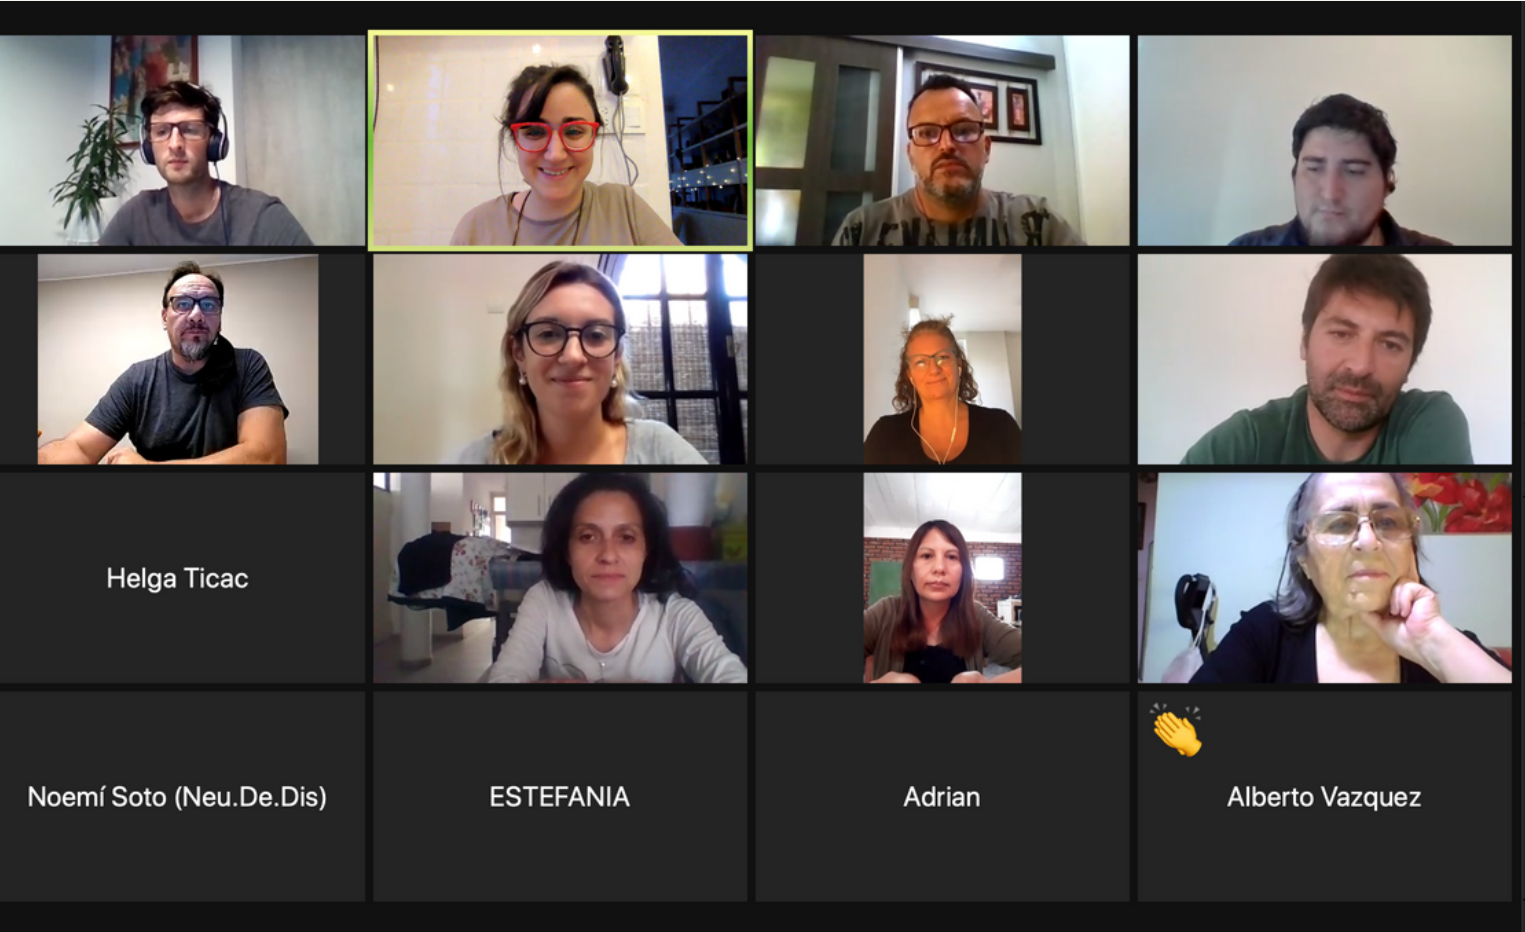 Helga Ticac
Noemí Soto (Neu.De.Dis)
ESTEFANIA
Adrian
Alberto Vazquez